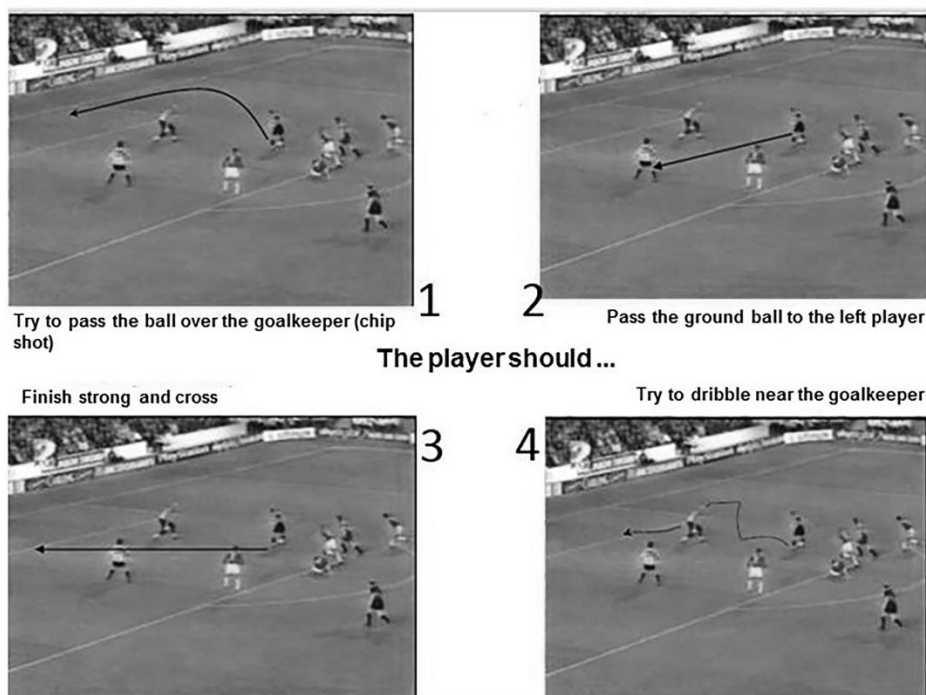 1
Try to pass the ball over the goalkeeper (chip
shot)
2
Pass the ground ball to the left player
The player should ...
Finish strong and cross
3
Try to dribble near the goalkeeper
4